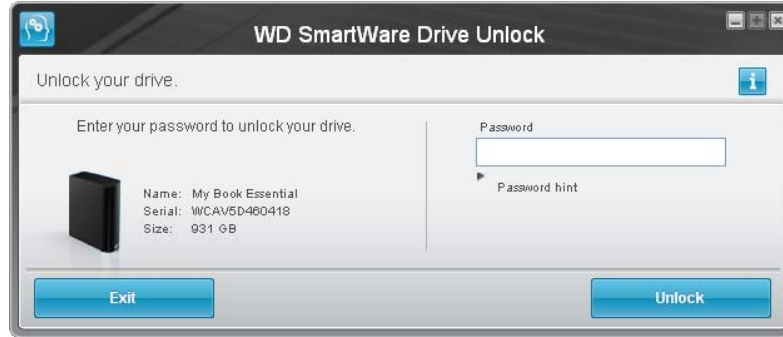 WD SmartWare Drive Unlock
Unlock your drive.
Enter your password to unlock your drive.
Name: My Book Essential
Serial: WCAV5D460418
Size: 931 GB
Password
Password hint
Exit
Unlock